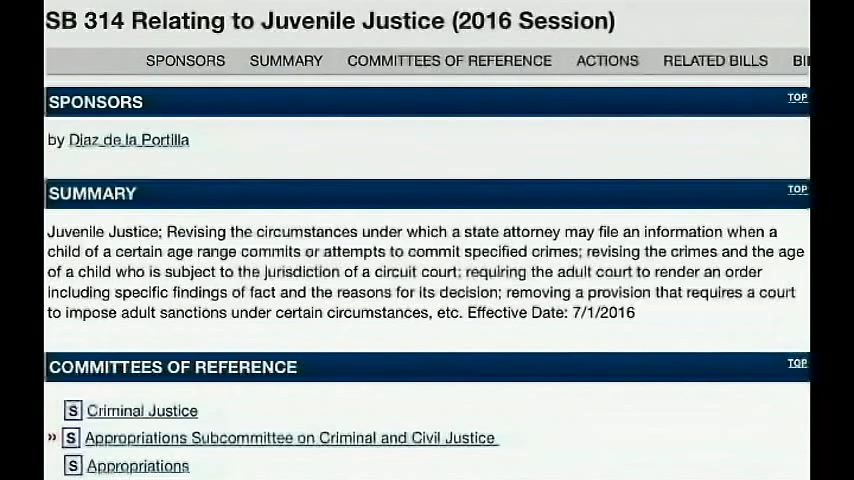 SB 314 Relating to Juvenile Justice (2016 Session)
SPONSORS SUMMARY COMMITTEES OF REFERENCE ACTIONS RELATED BILLS BI
SPONSORS TOP
by Diaz de la Portilla
SUMMARY TOP
Juvenile Justice; Revising the circumstances under which a state attorney may file an information when a
child of a certain age range commits or attempts to commit specified crimes; revising the crimes and the age
of a child who is subject to the jurisdiction of a circuit court; requiring the adult court to render an order
including specific findings of fact and the reasons for its decision; removing a provision that requires a court
to impose adult sanctions under certain circumstances, etc. Effective Date: 7/1/2016
COMMITTEES OF REFERENCE TOP
S Criminal Justice
» S Appropriations Subcommittee on Criminal and Civil Justice
S Appropriations